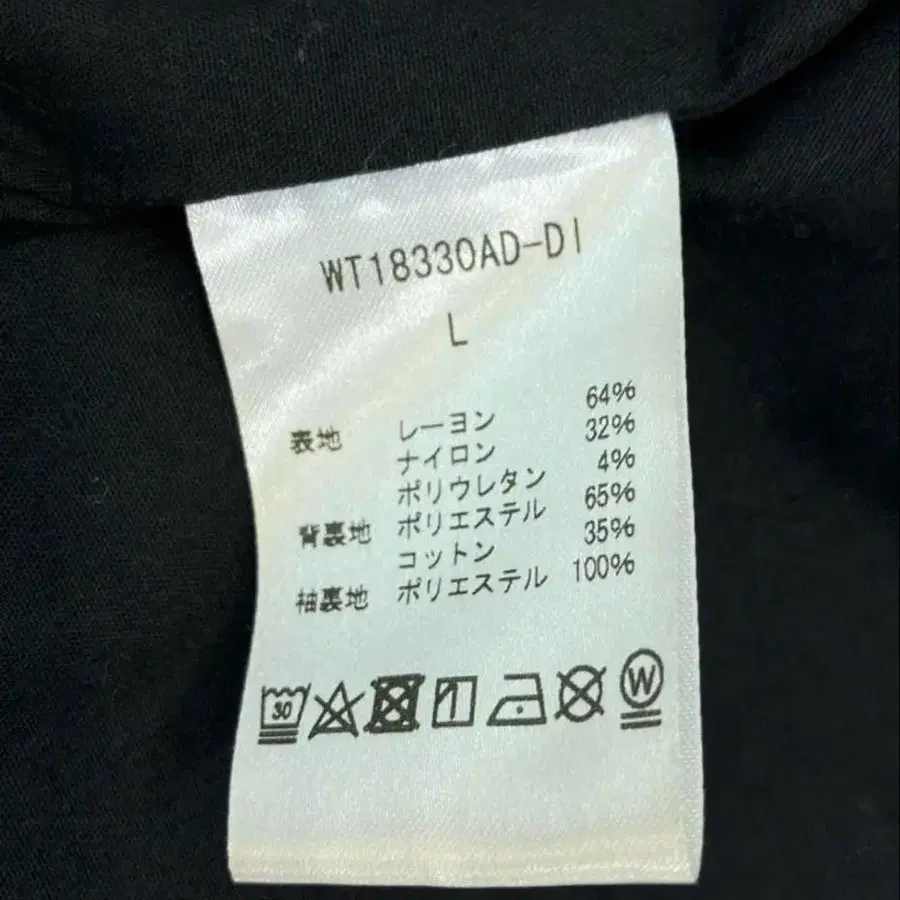 WT18330AD-DI
L
表地 レーヨン 64%
ナイロン 32%
ポリウレタン 4%
背裏地 ポリエステル 65%
コットン 35%
袖裏地 ポリエステル 100%
30 W